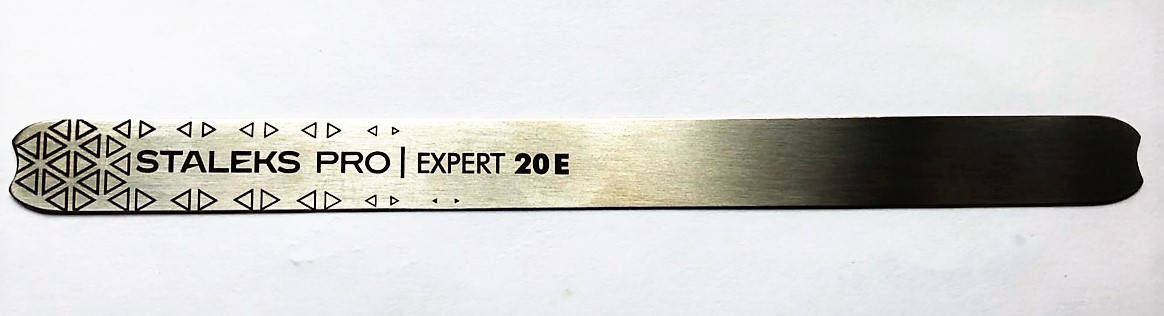 STALEKS PRO | EXPERT 20 E